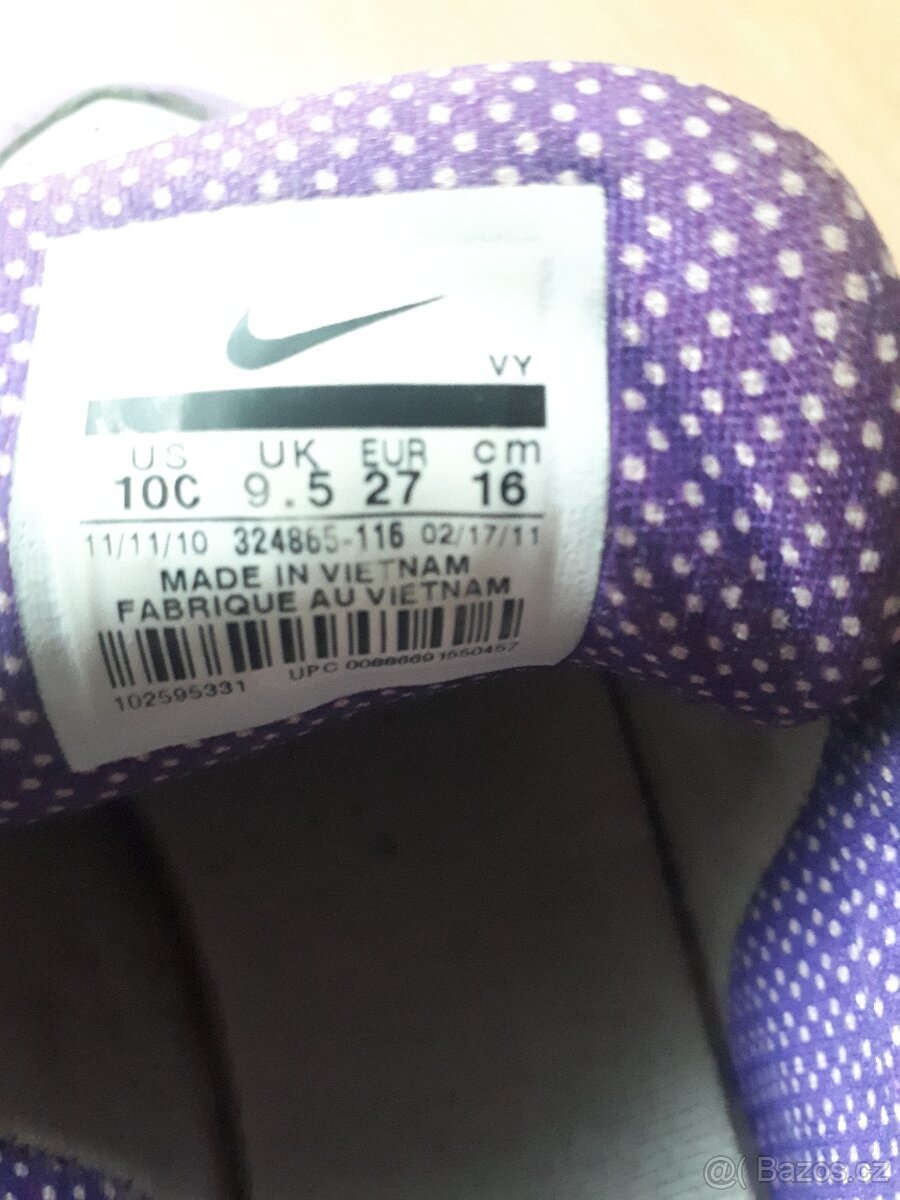 VY
US UK EUR cm
10C 9.5 27 16
11/11/10 324865-116 02/17/11
MADE IN VIETNAM
FABRIQUE AU VIETNAM
UPC 00886691550457
102595331
@( Bazos.cz